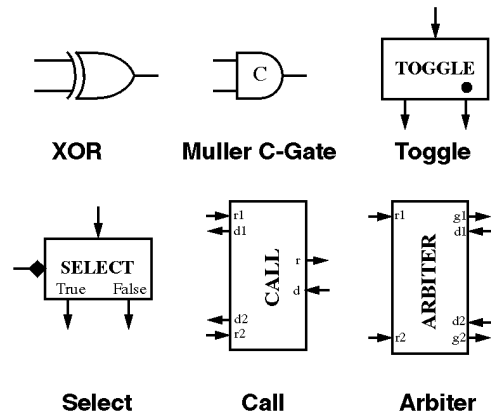 C
TOGGLE
XOR
Muller C-Gate
Toggle
SELECT
True False
r1
d1
r
CALL
d
d2
r2
r1
g1
d1
ARBITER
d2
r2
g2
Select
Call
Arbiter